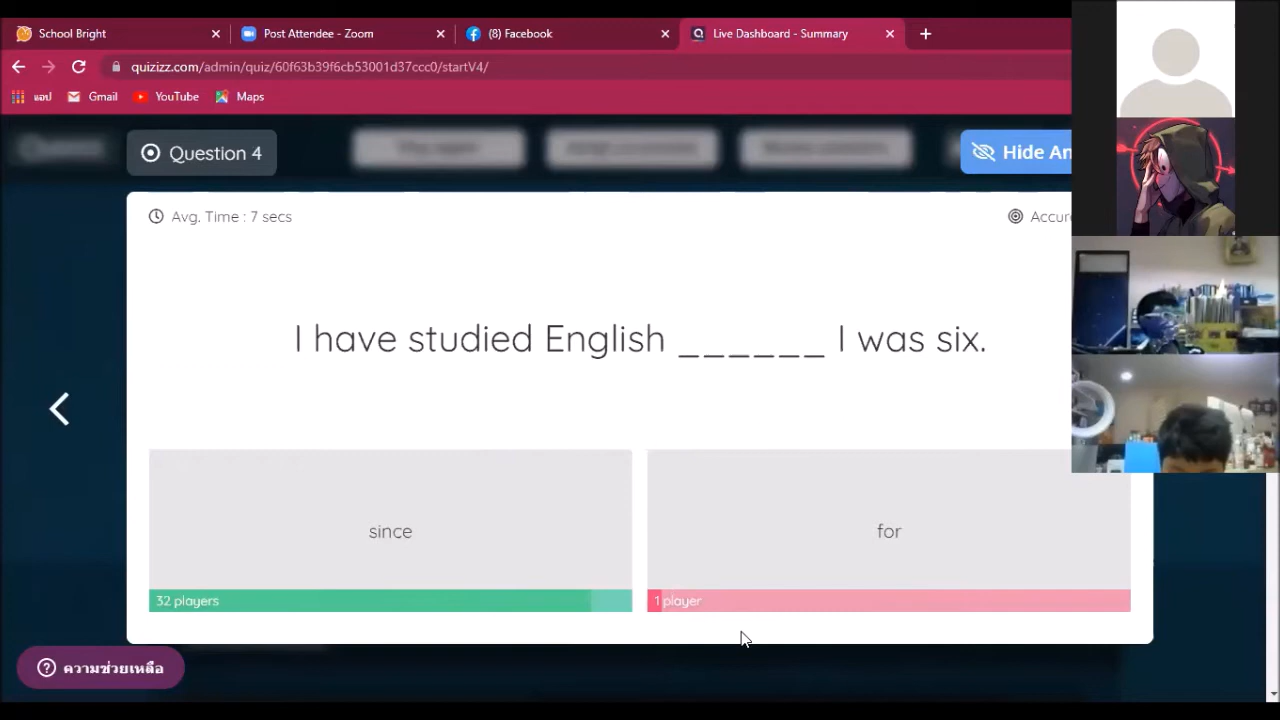 School Bright
Post Attendee - Zoom
(8) Facebook
Live Dashboard - Summary
quizizz.com/admin/quiz/60f63b39f6cb53001d37ccc0/startV4/
แอป
Gmail
YouTube
Maps
Question 4
Hide An
Avg. Time : 7 secs
Accur
I have studied English ______ I was six.
since
for
32 players
1 player
ความช่วยเหลือ